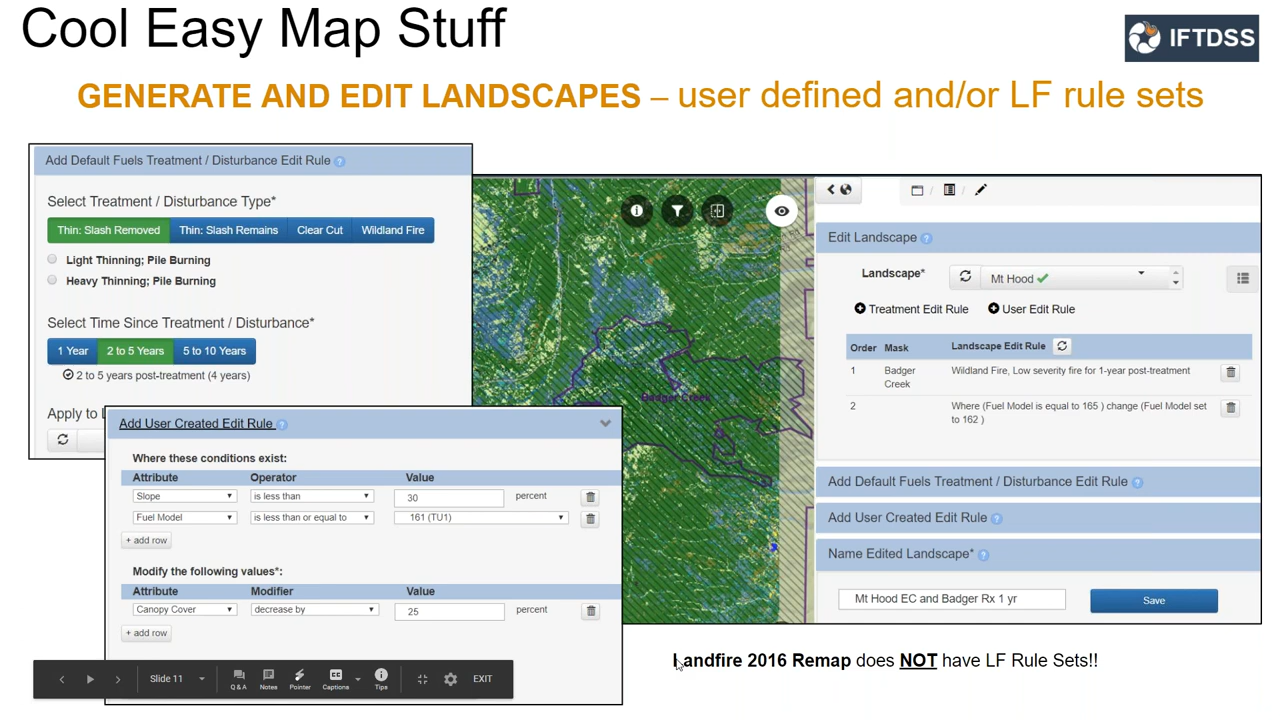 Cool Easy Map Stuff
IFTDSS
GENERATE AND EDIT LANDSCAPES – user defined and/or LF rule sets
Add Default Fuels Treatment / Disturbance Edit Rule ?
Select Treatment / Disturbance Type*
Thin: Slash Removed Thin: Slash Remains Clear Cut Wildland Fire
Light Thinning; Pile Burning
Heavy Thinning; Pile Burning
Select Time Since Treatment / Disturbance*
1 Year 2 to 5 Years 5 to 10 Years
2 to 5 years post-treatment (4 years)
Apply to
Add User Created Edit Rule ?
Where these conditions exist:
Attribute Operator Value
Slope is less than 30 percent
Fuel Model is less than or equal to 161 (TU1)
+ add row
Modify the following values*:
Attribute Modifier Value
Canopy Cover decrease by 25 percent
+ add row
Slide 11 Q & A Notes Pointer Captions Tips EXIT
Badger Creek
Edit Landscape ?
Landscape* Mt Hood
Treatment Edit Rule User Edit Rule
Order Mask Landscape Edit Rule
1 Badger Creek Wildland Fire, Low severity fire for 1-year post-treatment
2 Where (Fuel Model is equal to 165 ) change (Fuel Model set
to 162 )
Add Default Fuels Treatment / Disturbance Edit Rule ?
Add User Created Edit Rule ?
Name Edited Landscape* ?
Mt Hood EC and Badger Rx 1 yr Save
Landfire 2016 Remap does NOT have LF Rule Sets!!